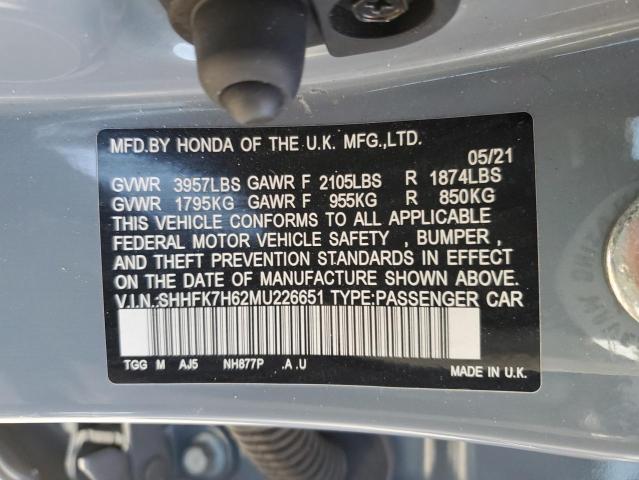 MFD.BY HONDA OF THE U.K. MFG.,LTD.
05/21
GVWR 3957LBS GAWR F 2105LBS R 1874LBS
GVWR 1795KG GAWR F 955KG R 850KG
THIS VEHICLE CONFORMS TO ALL APPLICABLE
FEDERAL MOTOR VEHICLE SAFETY , BUMPER,
AND THEFT PREVENTION STANDARDS IN EFFECT
ON THE DATE OF MANUFACTURE SHOWN ABOVE.
V.I.N.:SHHFK7H62MU226651 TYPE:PASSENGER CAR
TGG M AJ5 NH877P .A .U
MADE IN U.K.